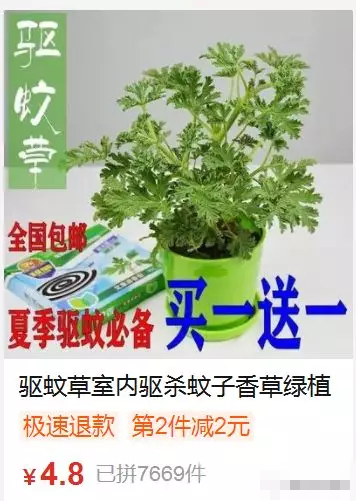 驱蚊草
全国包邮
夏季驱蚊必备
买一送一
驱蚊草室内驱杀蚊子香草绿植
极速退款 第2件减2元
¥4.8 已拼7669件